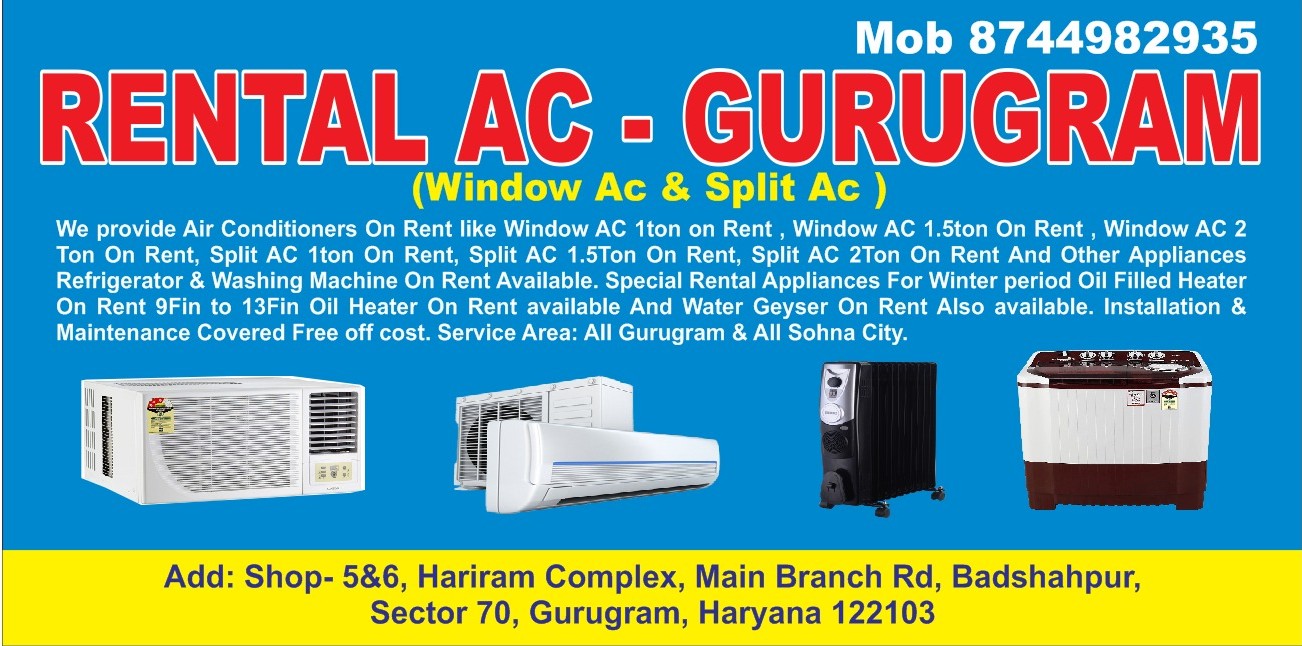 Mob 8744982935
RENTAL AC - GURUGRAM
(Window Ac & Split Ac )
We provide Air Conditioners On Rent like Window AC 1ton on Rent , Window AC 1.5ton On Rent , Window AC 2
Ton On Rent, Split AC 1ton On Rent, Split AC 1.5Ton On Rent, Split AC 2Ton On Rent And Other Appliances
Refrigerator & Washing Machine On Rent Available. Special Rental Appliances For Winter period Oil Filled Heater
On Rent 9Fin to 13Fin Oil Heater On Rent available And Water Geyser On Rent Also available. Installation &
Maintenance Covered Free off cost. Service Area: All Gurugram & All Sohna City.
Add: Shop- 5&6, Hariram Complex, Main Branch Rd, Badshahpur,
Sector 70, Gurugram, Haryana 122103